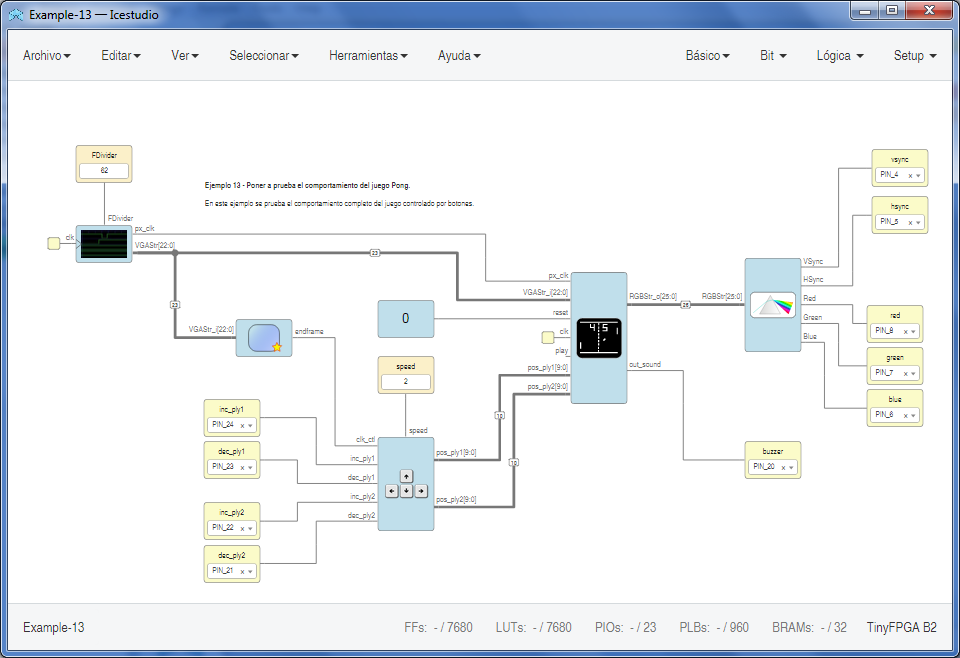 Example-13 — Icestudio
Archivo Editar Ver Seleccionar Herramientas Ayuda Básico Bit Lógica Setup
FDivider
62
Ejemplo 13 - Poner a prueba el comportamiento del juego Pong.
En este ejemplo se prueba el comportamiento completo del juego controlado por botones.
vsync
PIN_4 x
hsync
PIN_5 x
FDivider
clk
px_clk
VGAStr[22:0]
23
23
VGAStr_i[22:0]
endframe
0
px_clk
VGAStr_i[22:0]
reset
clk
play
pos_ply1[9:0]
pos_ply2[9:0]
4 5
RGBStr_o[25:0]
26
RGBStr[25:0]
out_sound
VSync
HSync
Red
Green
Blue
red
PIN_8 x
green
PIN_7 x
blue
PIN_6 x
speed
2
speed
inc_ply1
PIN_24 x
dec_ply1
PIN_23 x
inc_ply2
PIN_22 x
dec_ply2
PIN_21 x
clk_ctl
inc_ply1
dec_ply1
inc_ply2
dec_ply2
pos_ply1[9:0]
pos_ply2[9:0]
10
10
buzzer
PIN_20 x
Example-13 FFs: - / 7680 LUTs: - / 7680 PIOs: - / 23 PLBs: - / 960 BRAMs: - / 32 TinyFPGA B2